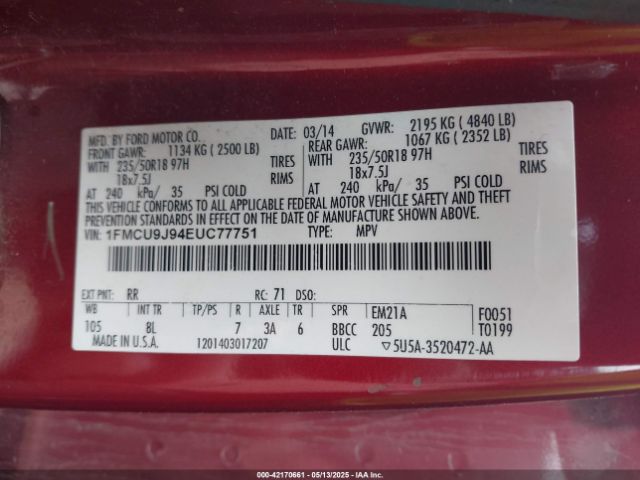 MFD. BY FORD MOTOR CO.
DATE: 03/14 GVWR: 2195 KG ( 4840 LB)
FRONT GAWR: 1134 KG ( 2500 LB)
REAR GAWR: 1067 KG ( 2352 LB)
WITH 235/50R18 97H TIRES
WITH 235/50R18 97H TIRES
18x7.5J RIMS
18x7.5J RIMS
AT 240 kPa/ 35 PSI COLD
AT 240 kPa/ 35 PSI COLD
THIS VEHICLE CONFORMS TO ALL APPLICABLE FEDERAL MOTOR VEHICLE SAFETY AND THEFT
PREVENTION STANDARDS IN EFFECT ON THE DATE OF MANUFACTURE SHOWN ABOVE.
VIN: 1FMCU9J94EUC77751 TYPE: MPV
EXT PNT: RR RC: 71 DSO:
WB INT TR TP/PS R AXLE TR SPR EM21A F0051
105 8L 7 3A 6 BBCC 205 T0199
MADE IN U.S.A. 1201403017207 ULC 5U5A-3520472-AA
000-42170661 - 05/13/2025 - IAAI.COM